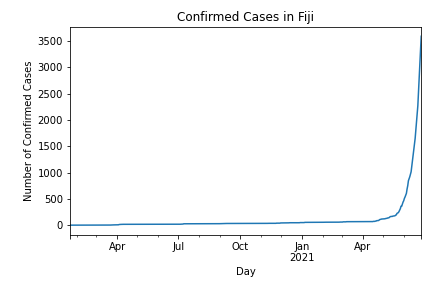 Confirmed Cases in Fiji
3500
3000
2500
2000
1500
1000
500
0
Number of Confirmed Cases
Apr Jul Oct Jan Apr
2021
Day